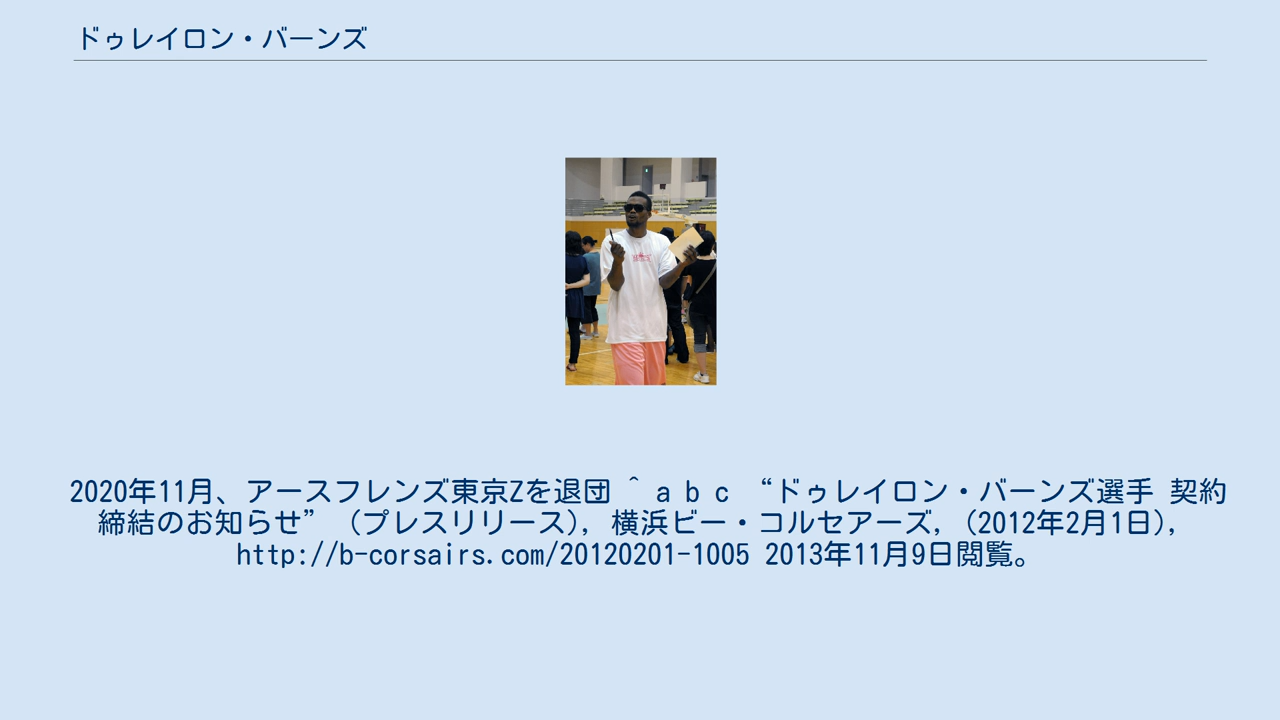 ドゥレイロン・バーンズ
2020年11月、アースフレンズ東京Zを退団 ^ a b c “ドゥレイロン・バーンズ選手 契約
締結のお知らせ” (プレスリリース), 横浜ビー・コルセアーズ, (2012年2月1日),
http://b-corsairs.com/20120201-1005 2013年11月9日閲覧。